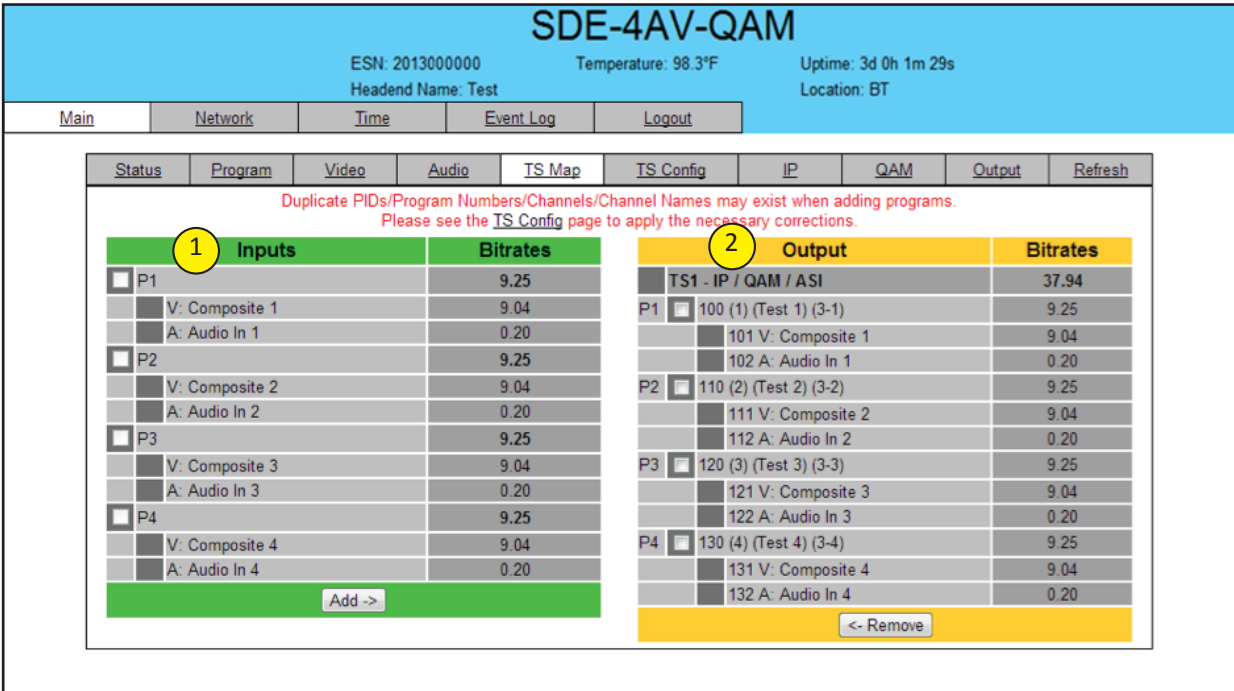 SDE-4AV-QAM
ESN: 2013000000 Temperature: 98.3°F Uptime: 3d 0h 1m 29s
Headend Name: Test Location: BT
Main Network Time Event Log Logout
Status Program Video Audio TS Map TS Config IP QAM Output Refresh
Duplicate PIDs/Program Numbers/Channels/Channel Names may exist when adding programs.
Please see the TS Config page to apply the necessary corrections.
1 Inputs Bitrates
P1 9.25
V: Composite 1 9.04
A: Audio In 1 0.20
P2 9.25
V: Composite 2 9.04
A: Audio In 2 0.20
P3 9.25
V: Composite 3 9.04
A: Audio In 3 0.20
P4 9.25
V: Composite 4 9.04
A: Audio In 4 0.20
Add ->
2 Output Bitrates
TS1 - IP / QAM / ASI 37.94
P1 100 (1) (Test 1) (3-1) 9.25
101 V: Composite 1 9.04
102 A: Audio In 1 0.20
P2 110 (2) (Test 2) (3-2) 9.25
111 V: Composite 2 9.04
112 A: Audio In 2 0.20
P3 120 (3) (Test 3) (3-3) 9.25
121 V: Composite 3 9.04
122 A: Audio In 3 0.20
P4 130 (4) (Test 4) (3-4) 9.25
131 V: Composite 4 9.04
132 A: Audio In 4 0.20
<- Remove